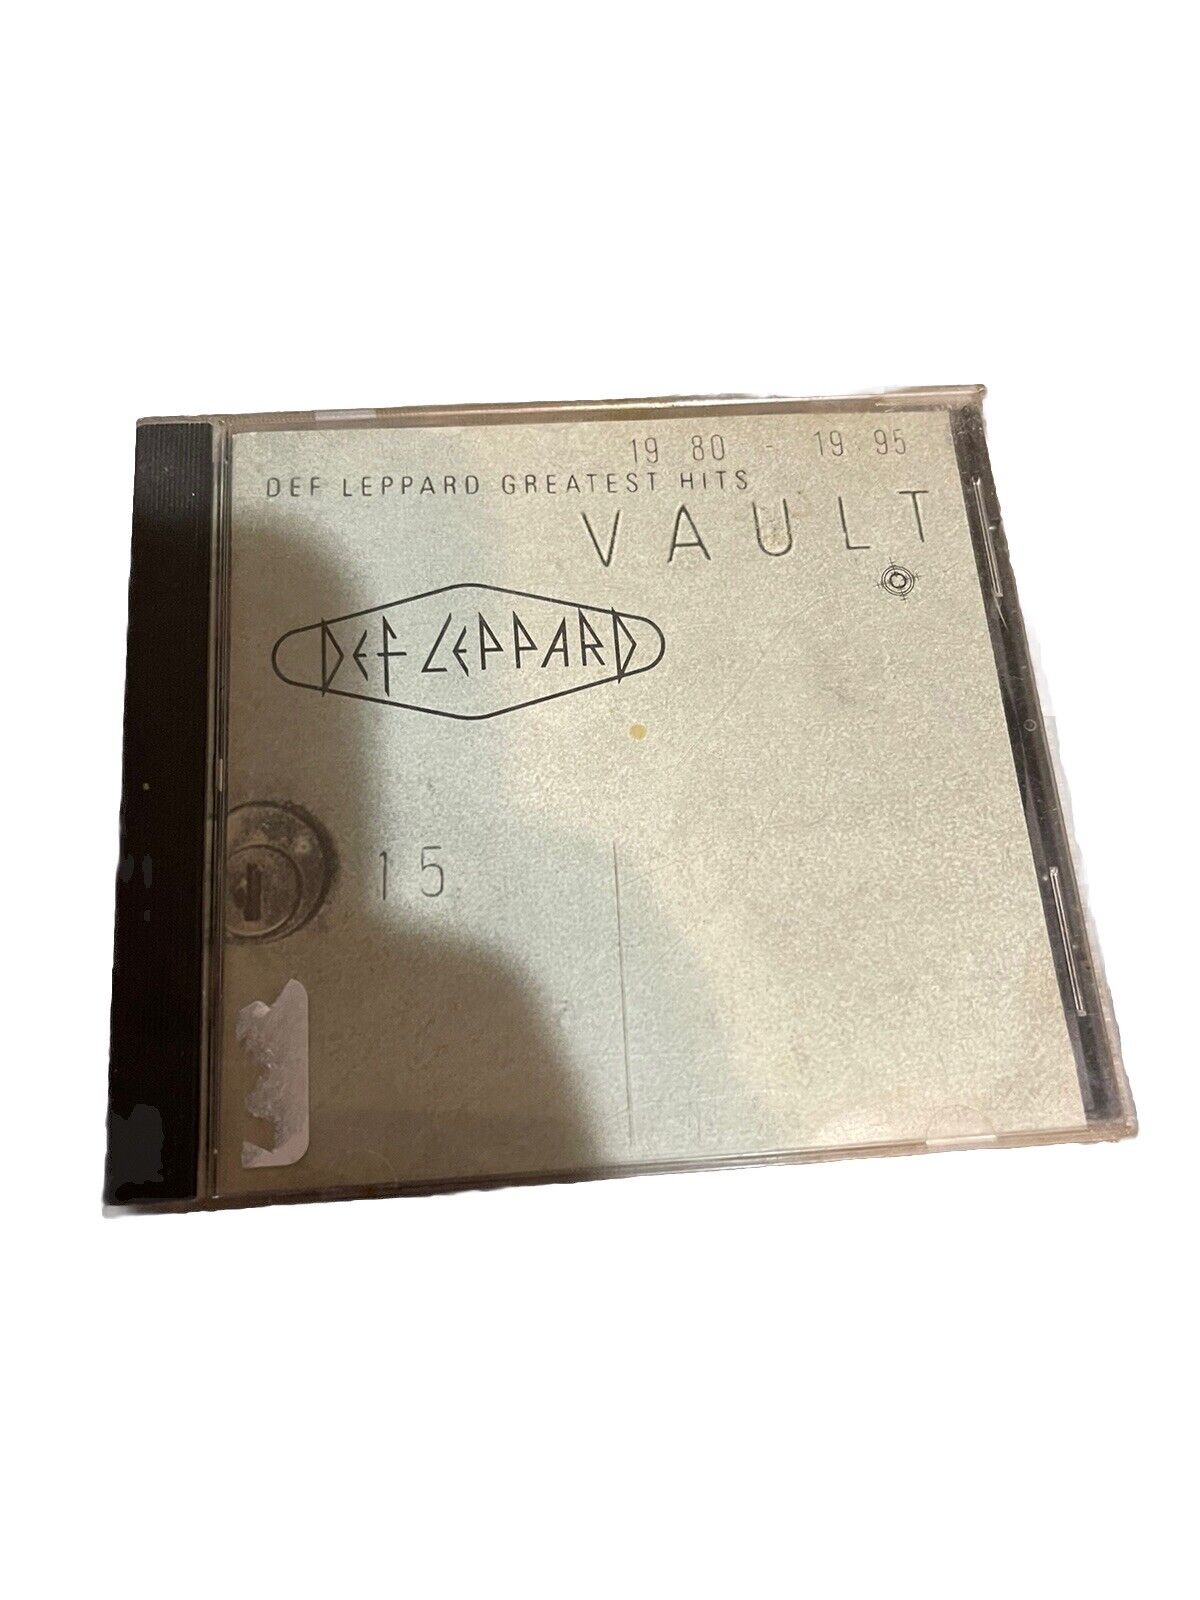 19 80 - 19 95
DEF LEPPARD GREATEST HITS
VAULT
DEF LEPPARD
15